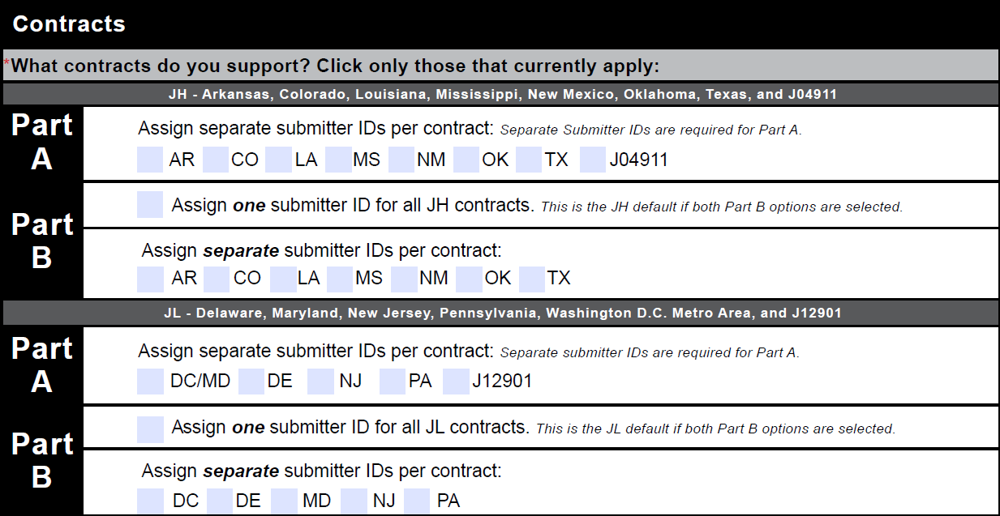 Contracts
*What contracts do you support? Click only those that currently apply:
JH - Arkansas, Colorado, Louisiana, Mississippi, New Mexico, Oklahoma, Texas, and J04911
Part
A
Assign separate submitter IDs per contract: Separate Submitter IDs are required for Part A.
AR CO LA MS NM OK TX J04911
Part
B
Assign one submitter ID for all JH contracts. This is the JH default if both Part B options are selected.
Assign separate submitter IDs per contract:
AR CO LA MS NM OK TX
JL - Delaware, Maryland, New Jersey, Pennsylvania, Washington D.C. Metro Area, and J12901
Part
A
Assign separate submitter IDs per contract: Separate submitter IDs are required for Part A.
DC/MD DE NJ PA J12901
Part
B
Assign one submitter ID for all JL contracts. This is the JL default if both Part B options are selected.
Assign separate submitter IDs per contract:
DC DE MD NJ PA